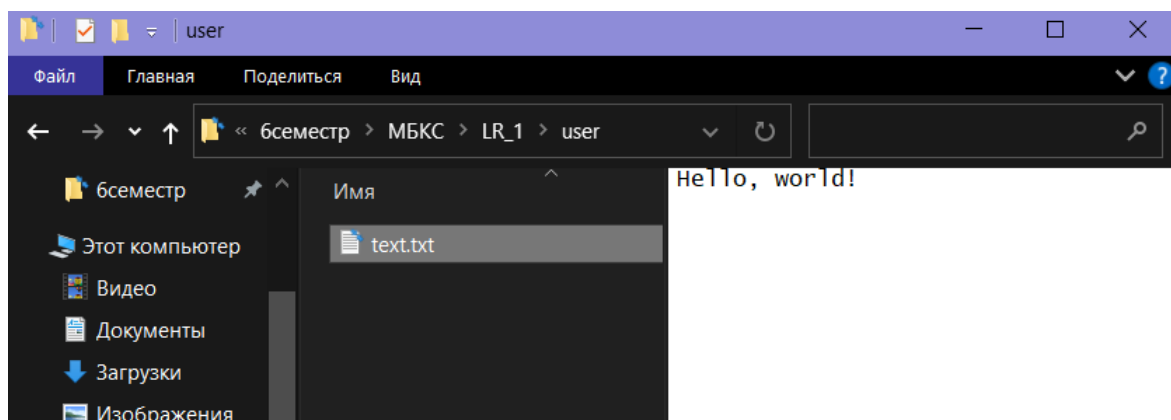 user
Файл Главная Поделиться Вид
« 6семестр > МБКС > LR_1 > user
6семестр
Имя
Hello, world!
Этот компьютер
text.txt
Видео
Документы
Загрузки
Изображения